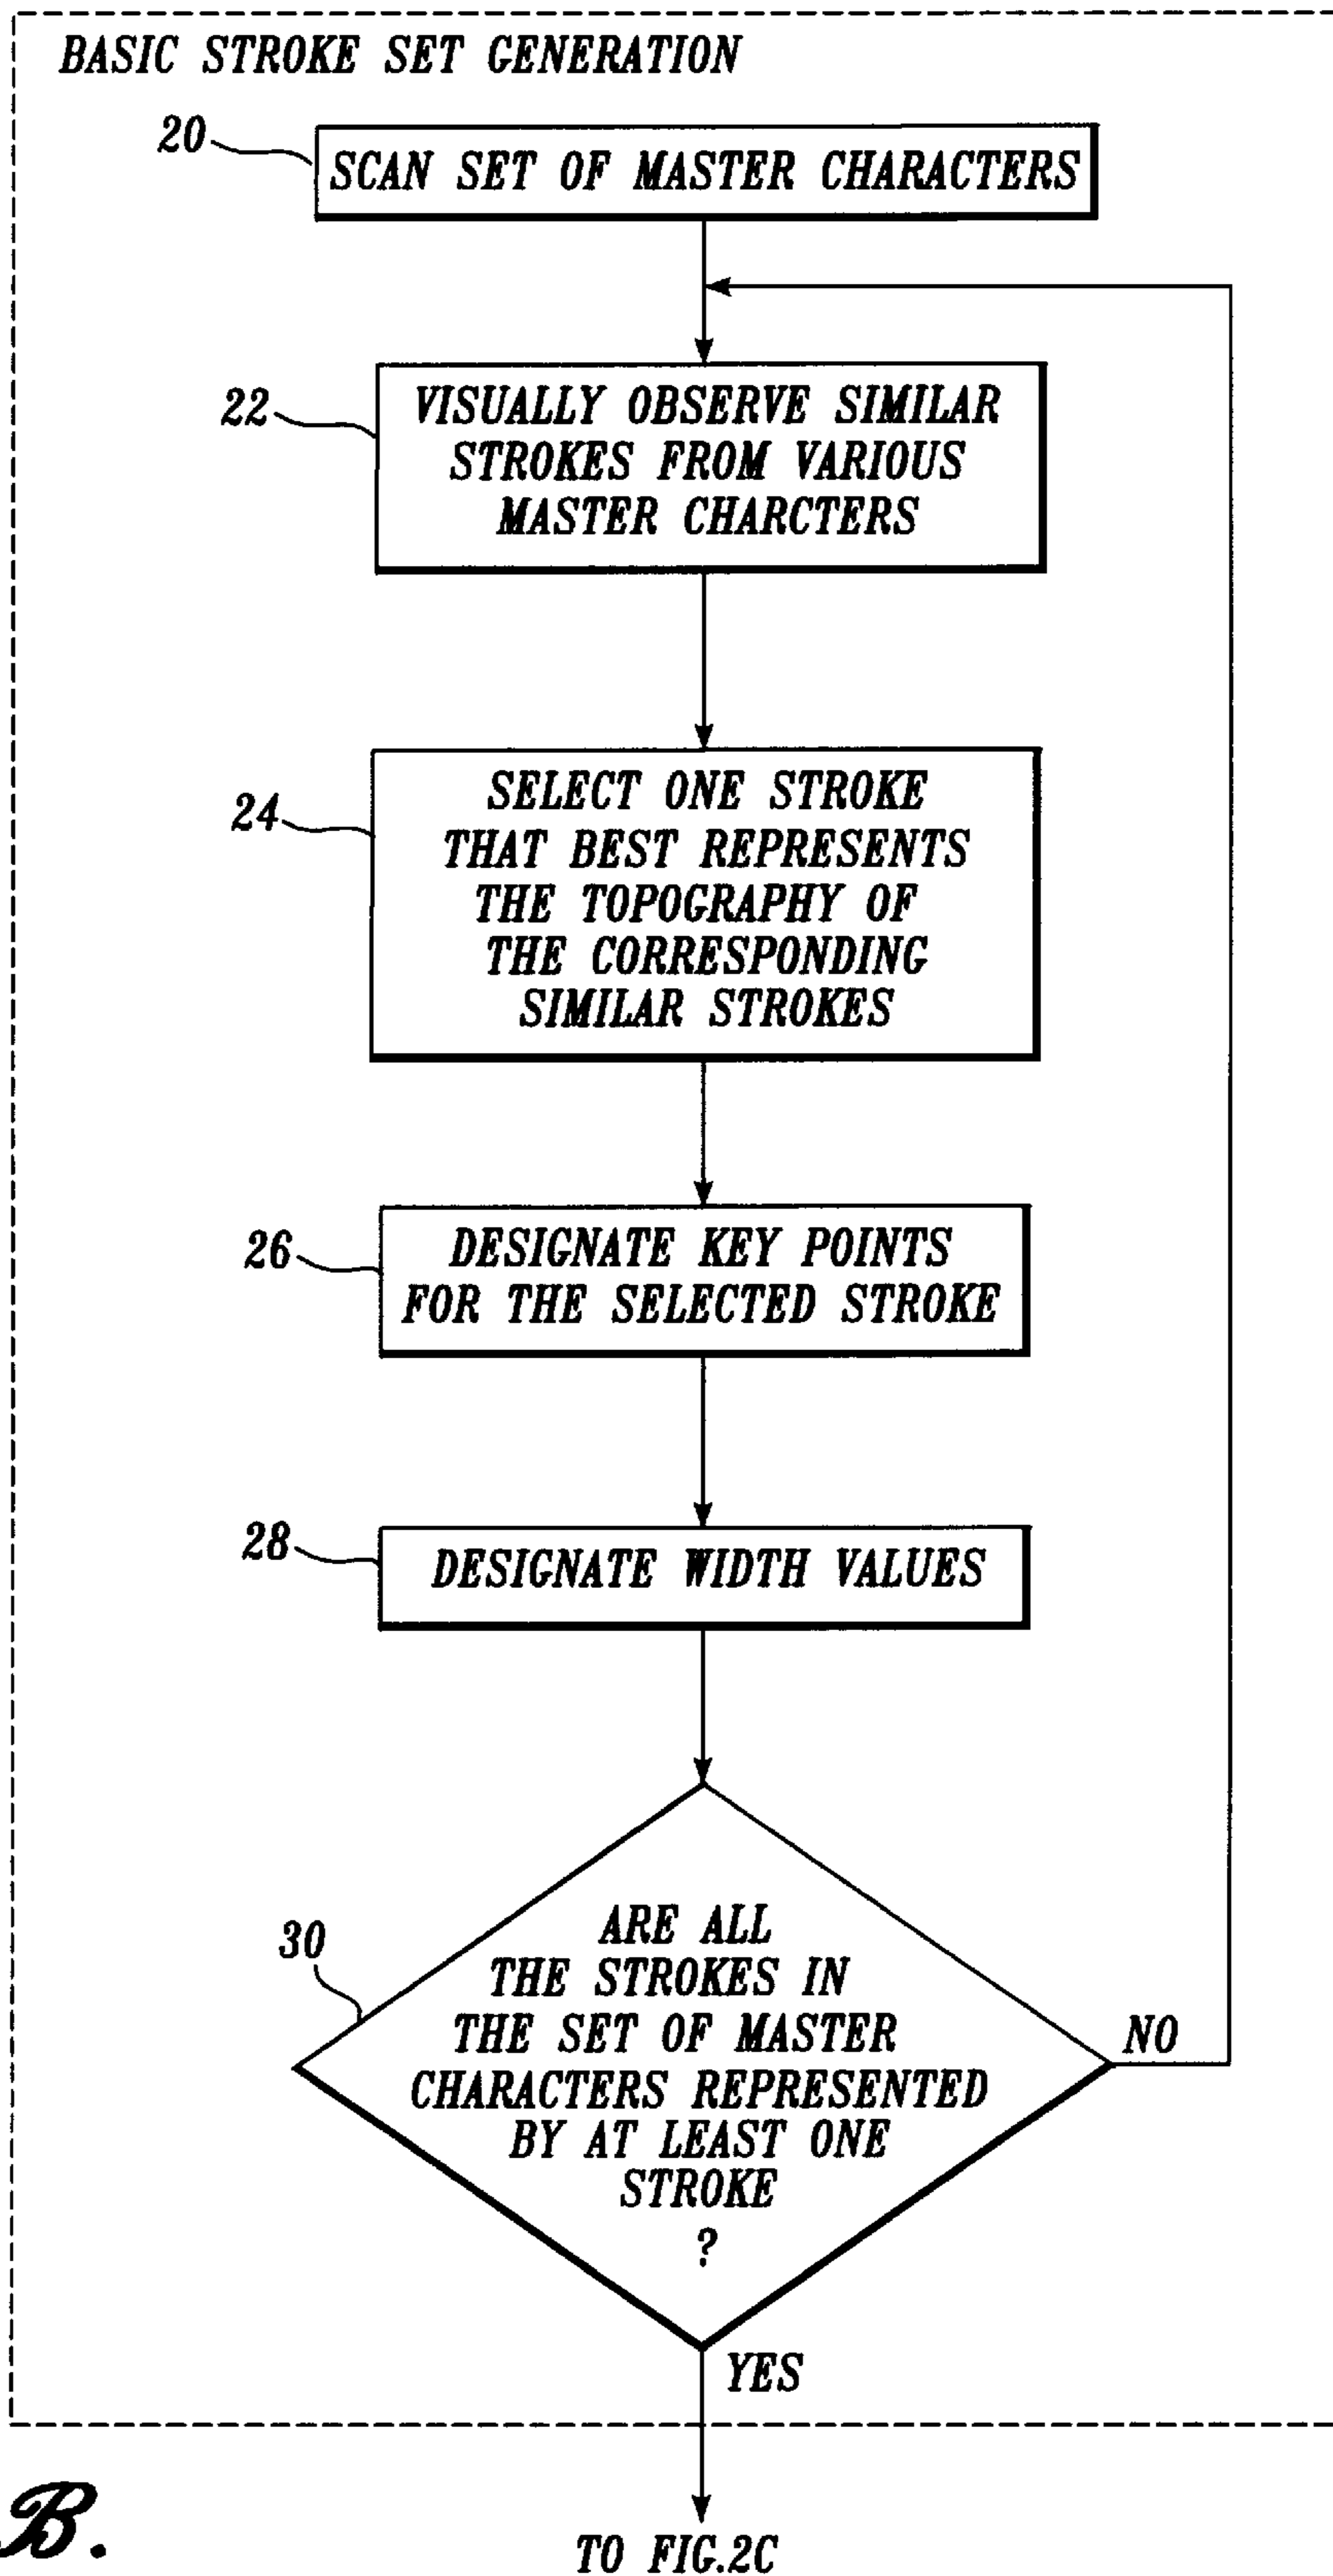 BASIC STROKE SET GENERATION
20
SCAN SET OF MASTER CHARACTERS
22
VISUALLY OBSERVE SIMILAR
STROKES FROM VARIOUS
MASTER CHARCTERS
24
SELECT ONE STROKE
THAT BEST REPRESENTS
THE TOPOGRAPHY OF
THE CORRESPONDING
SIMILAR STROKES
26
DESIGNATE KEY POINTS
FOR THE SELECTED STROKE
28
DESIGNATE WIDTH VALUES
30
ARE ALL
THE STROKES IN
THE SET OF MASTER
CHARACTERS REPRESENTED
BY AT LEAST ONE
STROKE
?
NO
YES
B.
TO FIG.2C